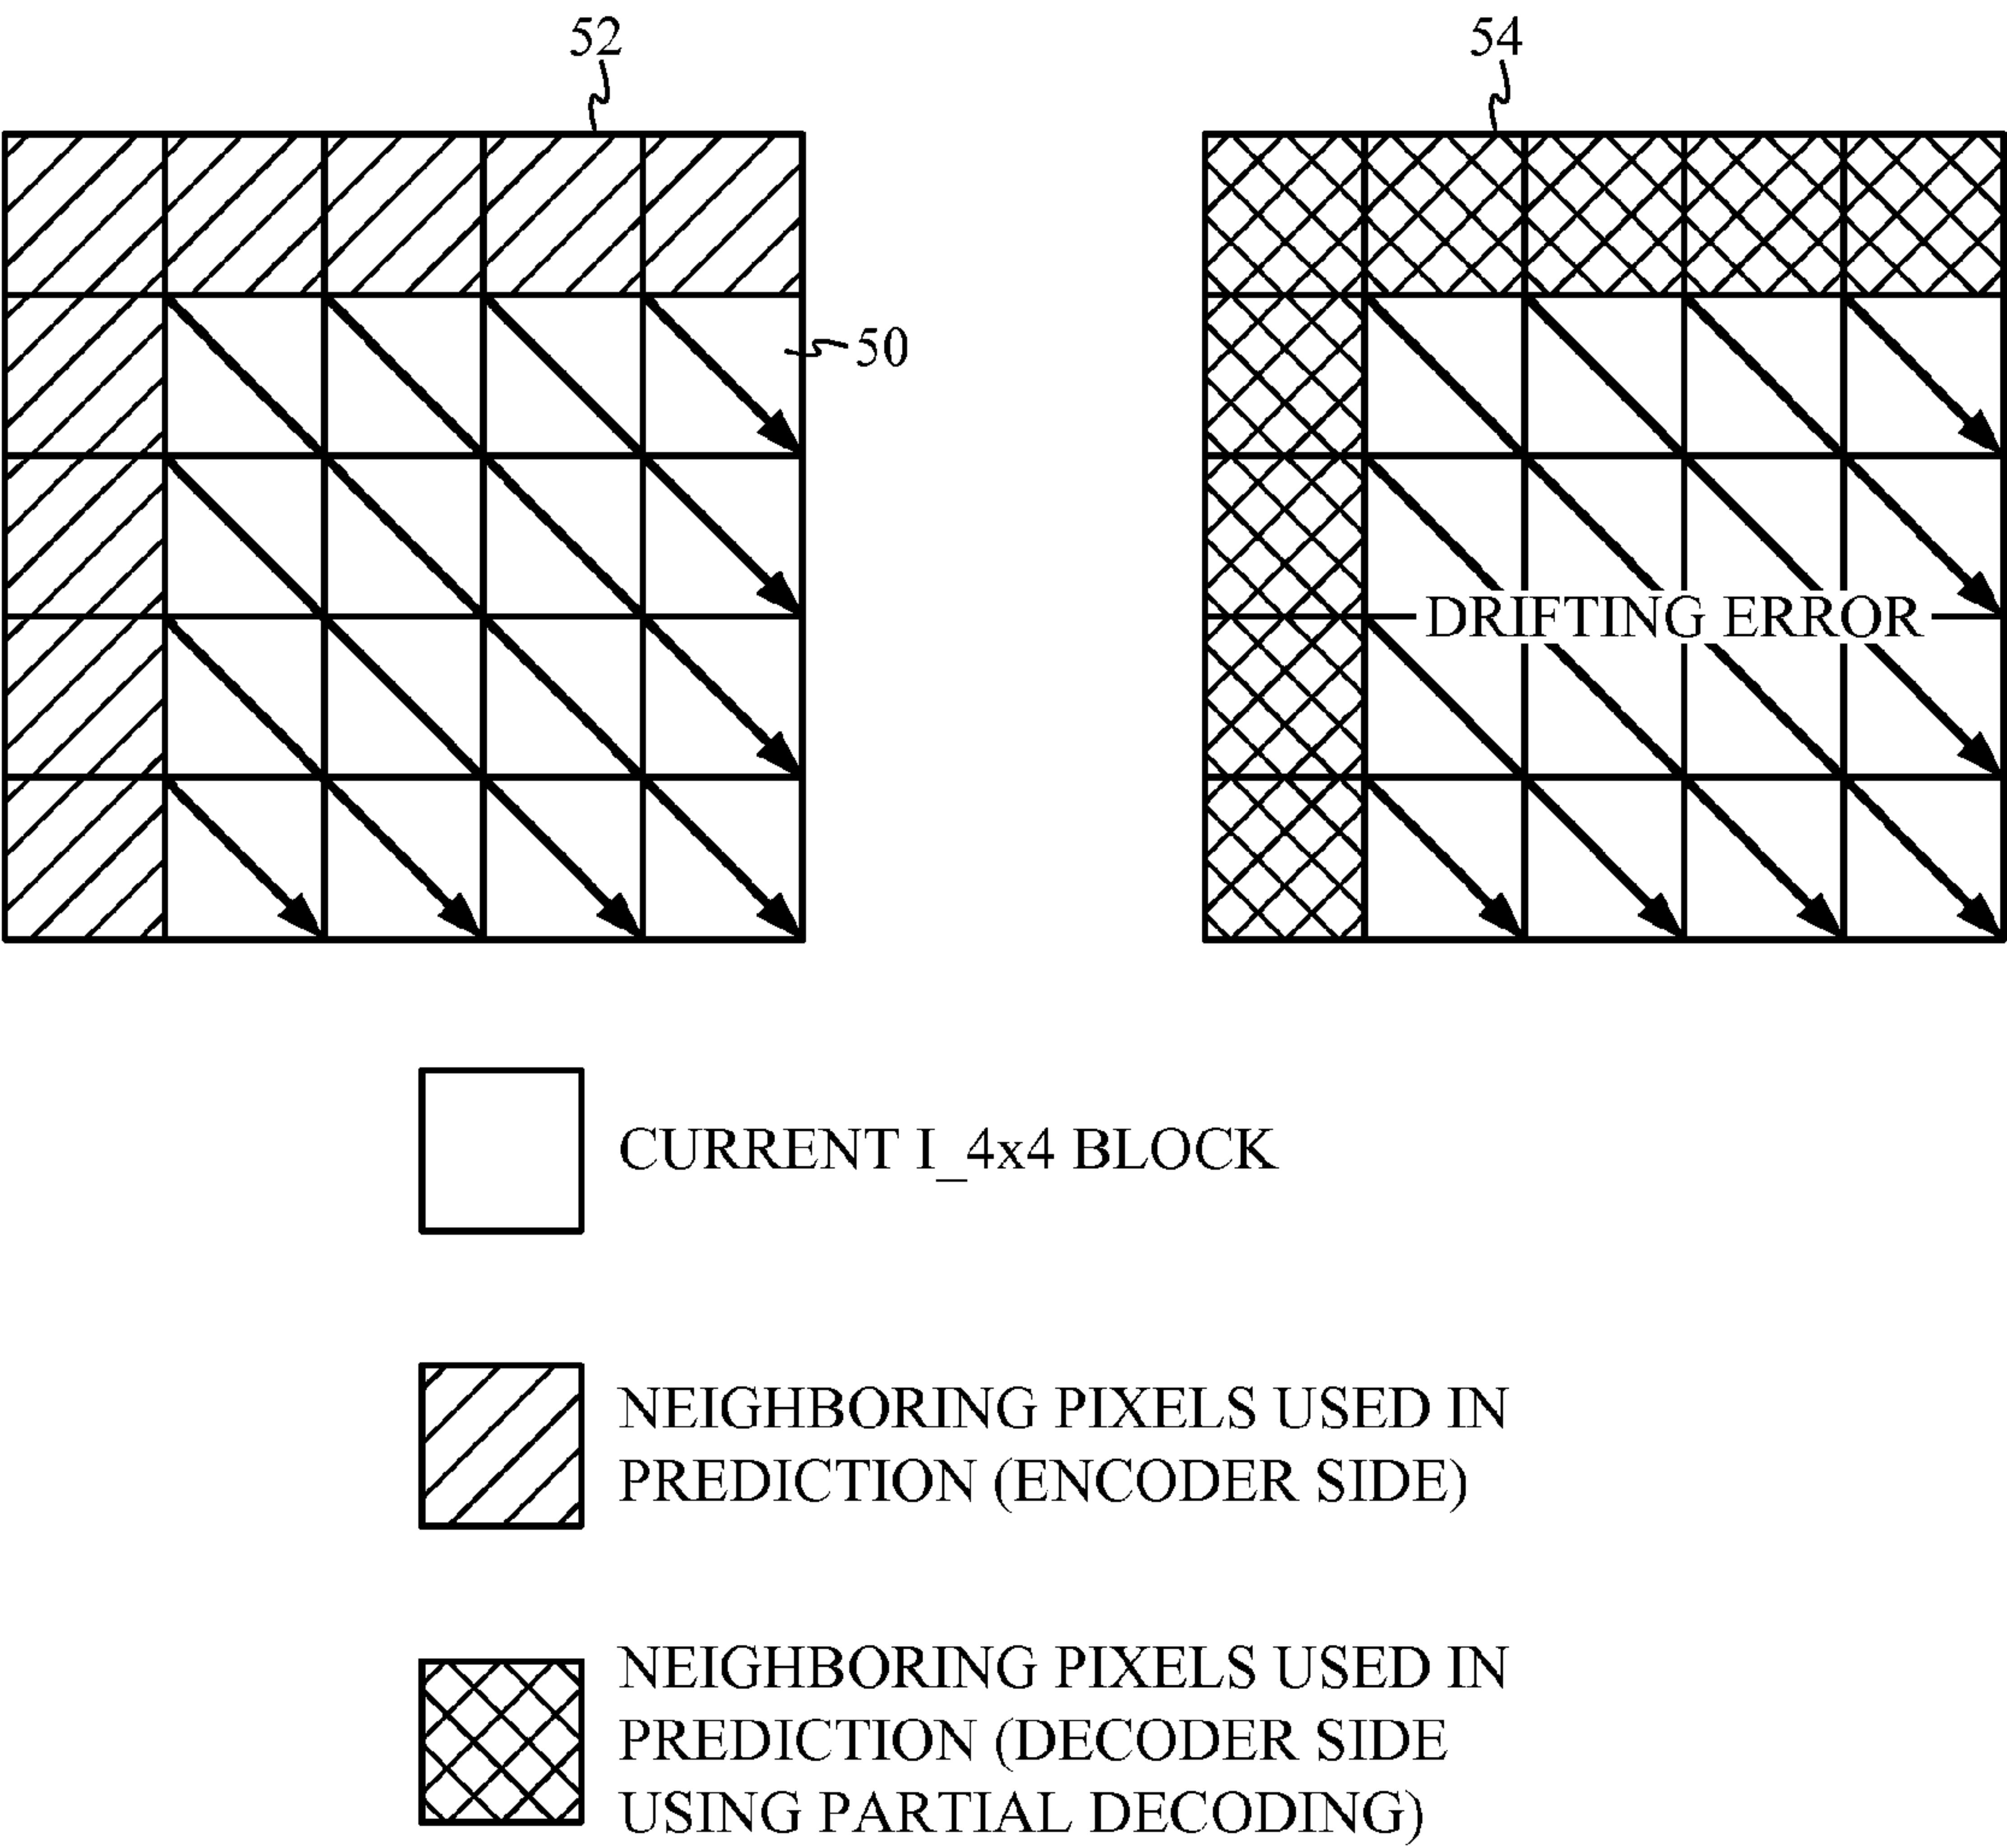 52
54
50
DRIFTING ERROR
CURRENT I_4x4 BLOCK
NEIGHBORING PIXELS USED IN
PREDICTION (ENCODER SIDE)
NEIGHBORING PIXELS USED IN
PREDICTION (DECODER SIDE
USING PARTIAL DECODING)